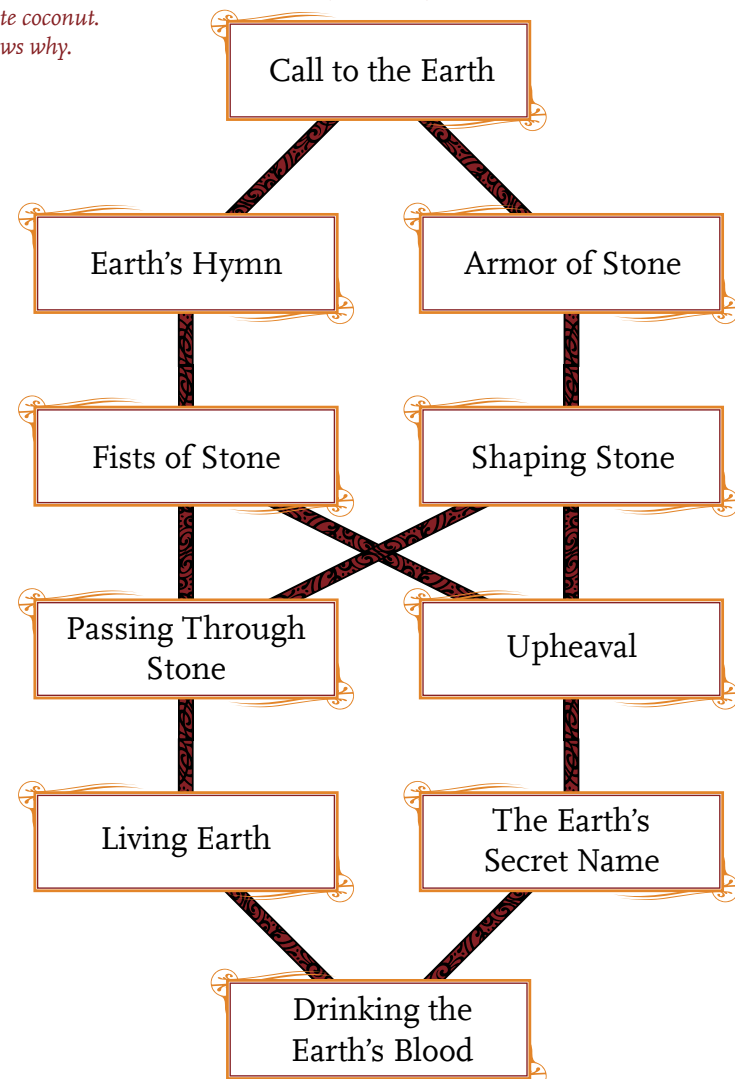 te coconut.
ws why.
Call to the Earth
Earth’s Hymn
Armor of Stone
Fists of Stone
Shaping Stone
Passing Through
Stone
Upheaval
Living Earth
The Earth’s
Secret Name
Drinking the
Earth’s Blood